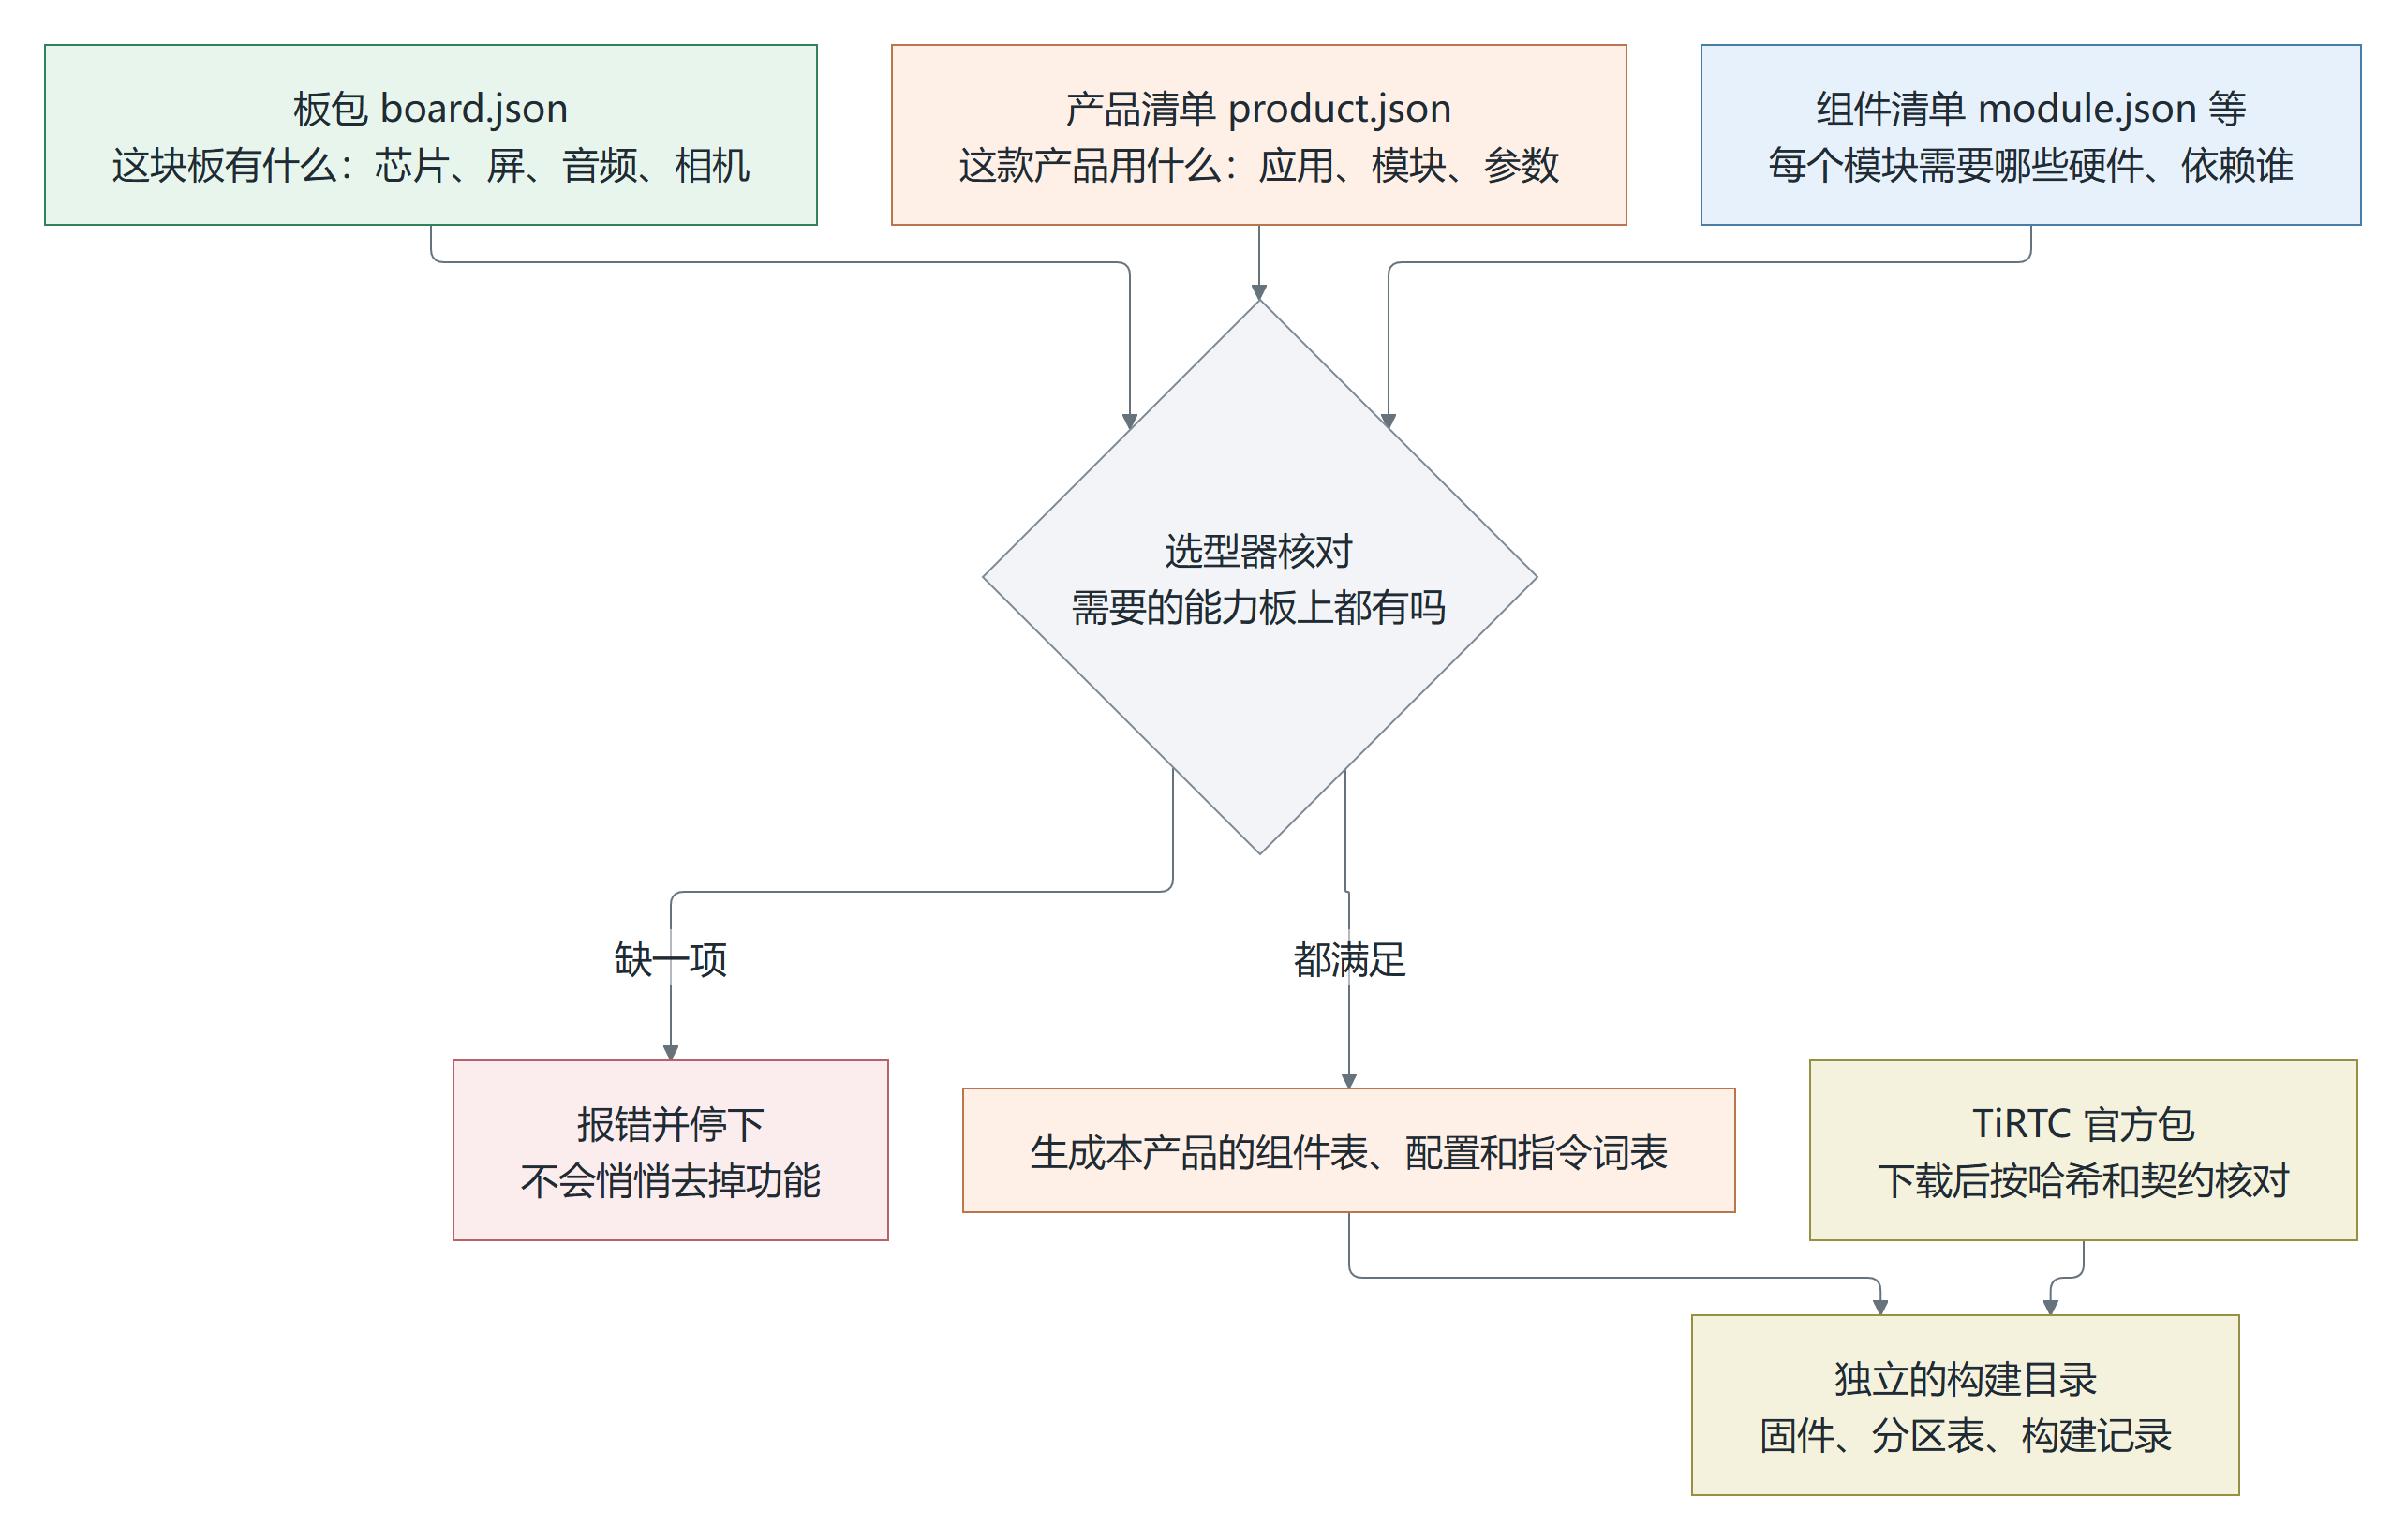 板包 board.json
这块板有什么：芯片、屏、音频、相机
产品清单 product.json
这款产品用什么：应用、模块、参数
组件清单 module.json 等
每个模块需要哪些硬件、依赖谁
选型器核对
需要的能力板上都有吗
缺一项
都满足
报错并停下
不会悄悄去掉功能
生成本产品的组件表、配置和指令词表
TiRTC 官方包
下载后按哈希和契约核对
独立的构建目录
固件、分区表、构建记录